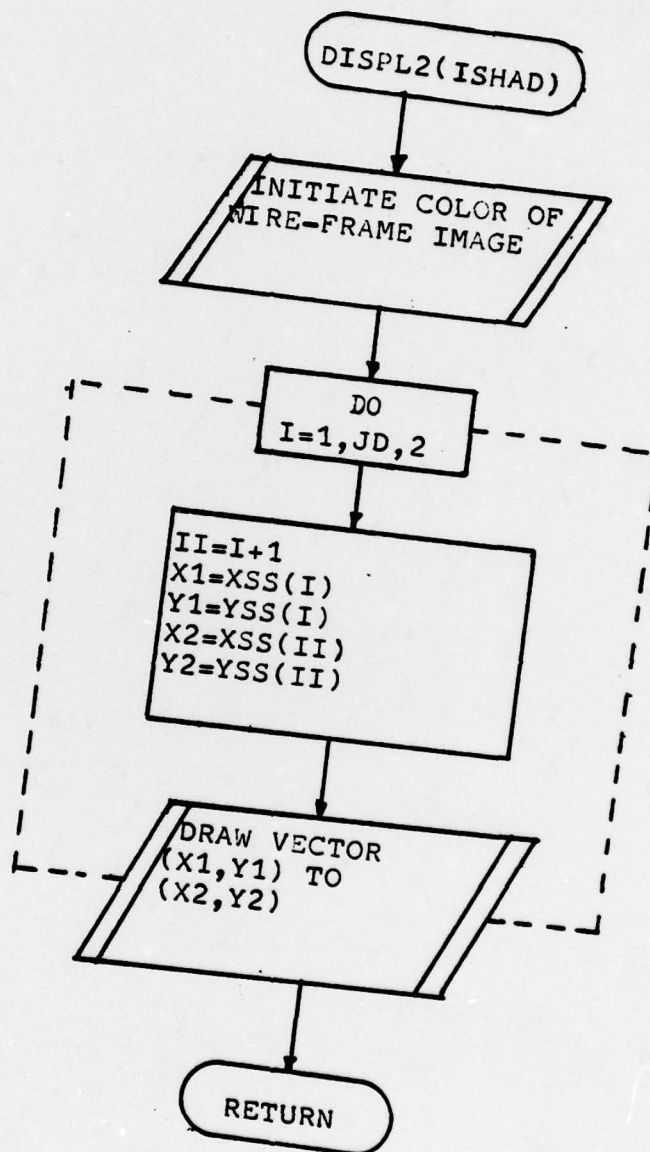 DISPL2(ISHAD)
INITIATE COLOR OF
WIRE-FRAME IMAGE
DO
I=1,JD,2
II=I+1
X1=XSS(I)
Y1=YSS(I)
X2=XSS(II)
Y2=YSS(II)
DRAW VECTOR
(X1,Y1) TO
(X2,Y2)
RETURN